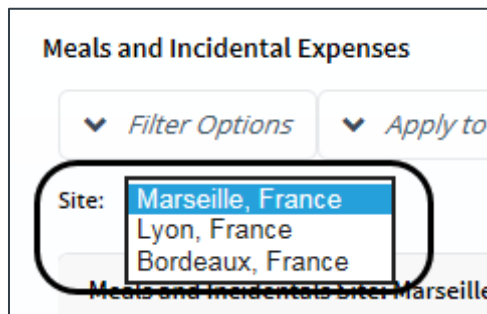 Meals and Incidental Expenses
Filter Options Apply to
Site: Marseille, France
Lyon, France
Bordeaux, France
Meals and Incidentals Site: Marseille